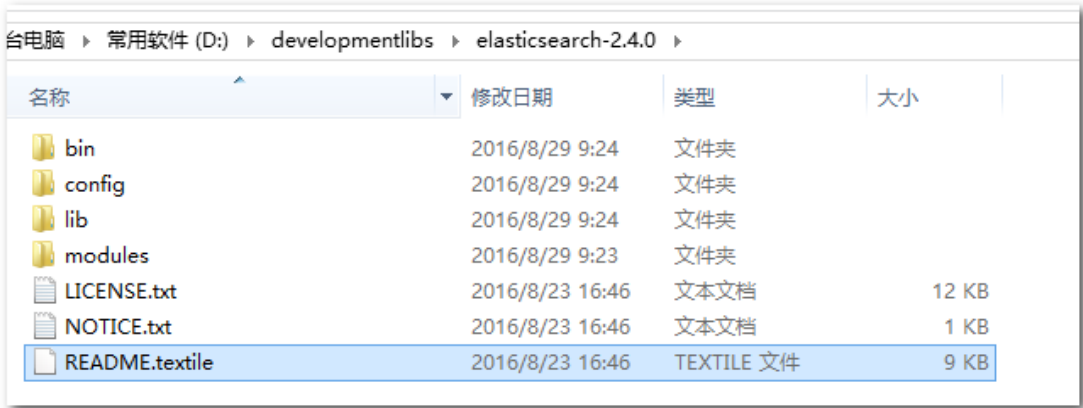 台电脑 ▸ 常用软件 (D:) ▸ developmentlibs ▸ elasticsearch-2.4.0 ▸
名称 修改日期 类型 大小
bin 2016/8/29 9:24 文件夹
config 2016/8/29 9:24 文件夹
lib 2016/8/29 9:24 文件夹
modules 2016/8/29 9:23 文件夹
LICENSE.txt 2016/8/23 16:46 文本文档 12 KB
NOTICE.txt 2016/8/23 16:46 文本文档 1 KB
README.textile 2016/8/23 16:46 TEXTILE 文件 9 KB